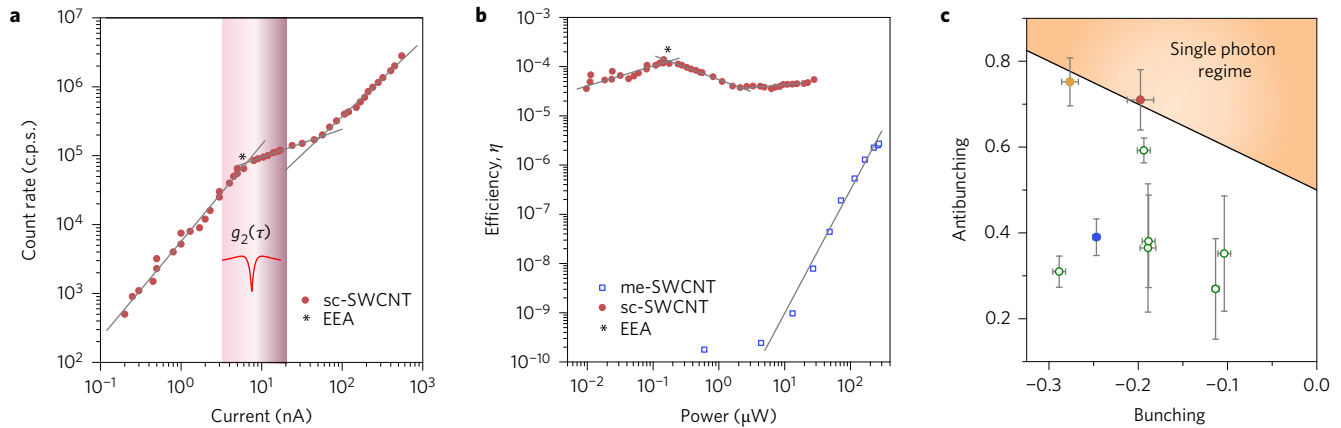 a
10⁷
10⁶
10⁵
10⁴
10³
10²
Count rate (c.p.s.)
*
g₂(τ)
sc-SWCNT
* EEA
10⁻¹
10⁰
10¹
10²
10³
Current (nA)
b
10⁻³
10⁻⁴
10⁻⁵
10⁻⁶
10⁻⁷
10⁻⁸
10⁻⁹
10⁻¹⁰
Efficiency, η
*
me-SWCNT
sc-SWCNT
* EEA
10⁻²
10⁻¹
10⁰
10¹
10²
Power (μW)
c
0.8
0.6
0.4
0.2
Antibunching
Single photon
regime
−0.3
−0.2
−0.1
0.0
Bunching